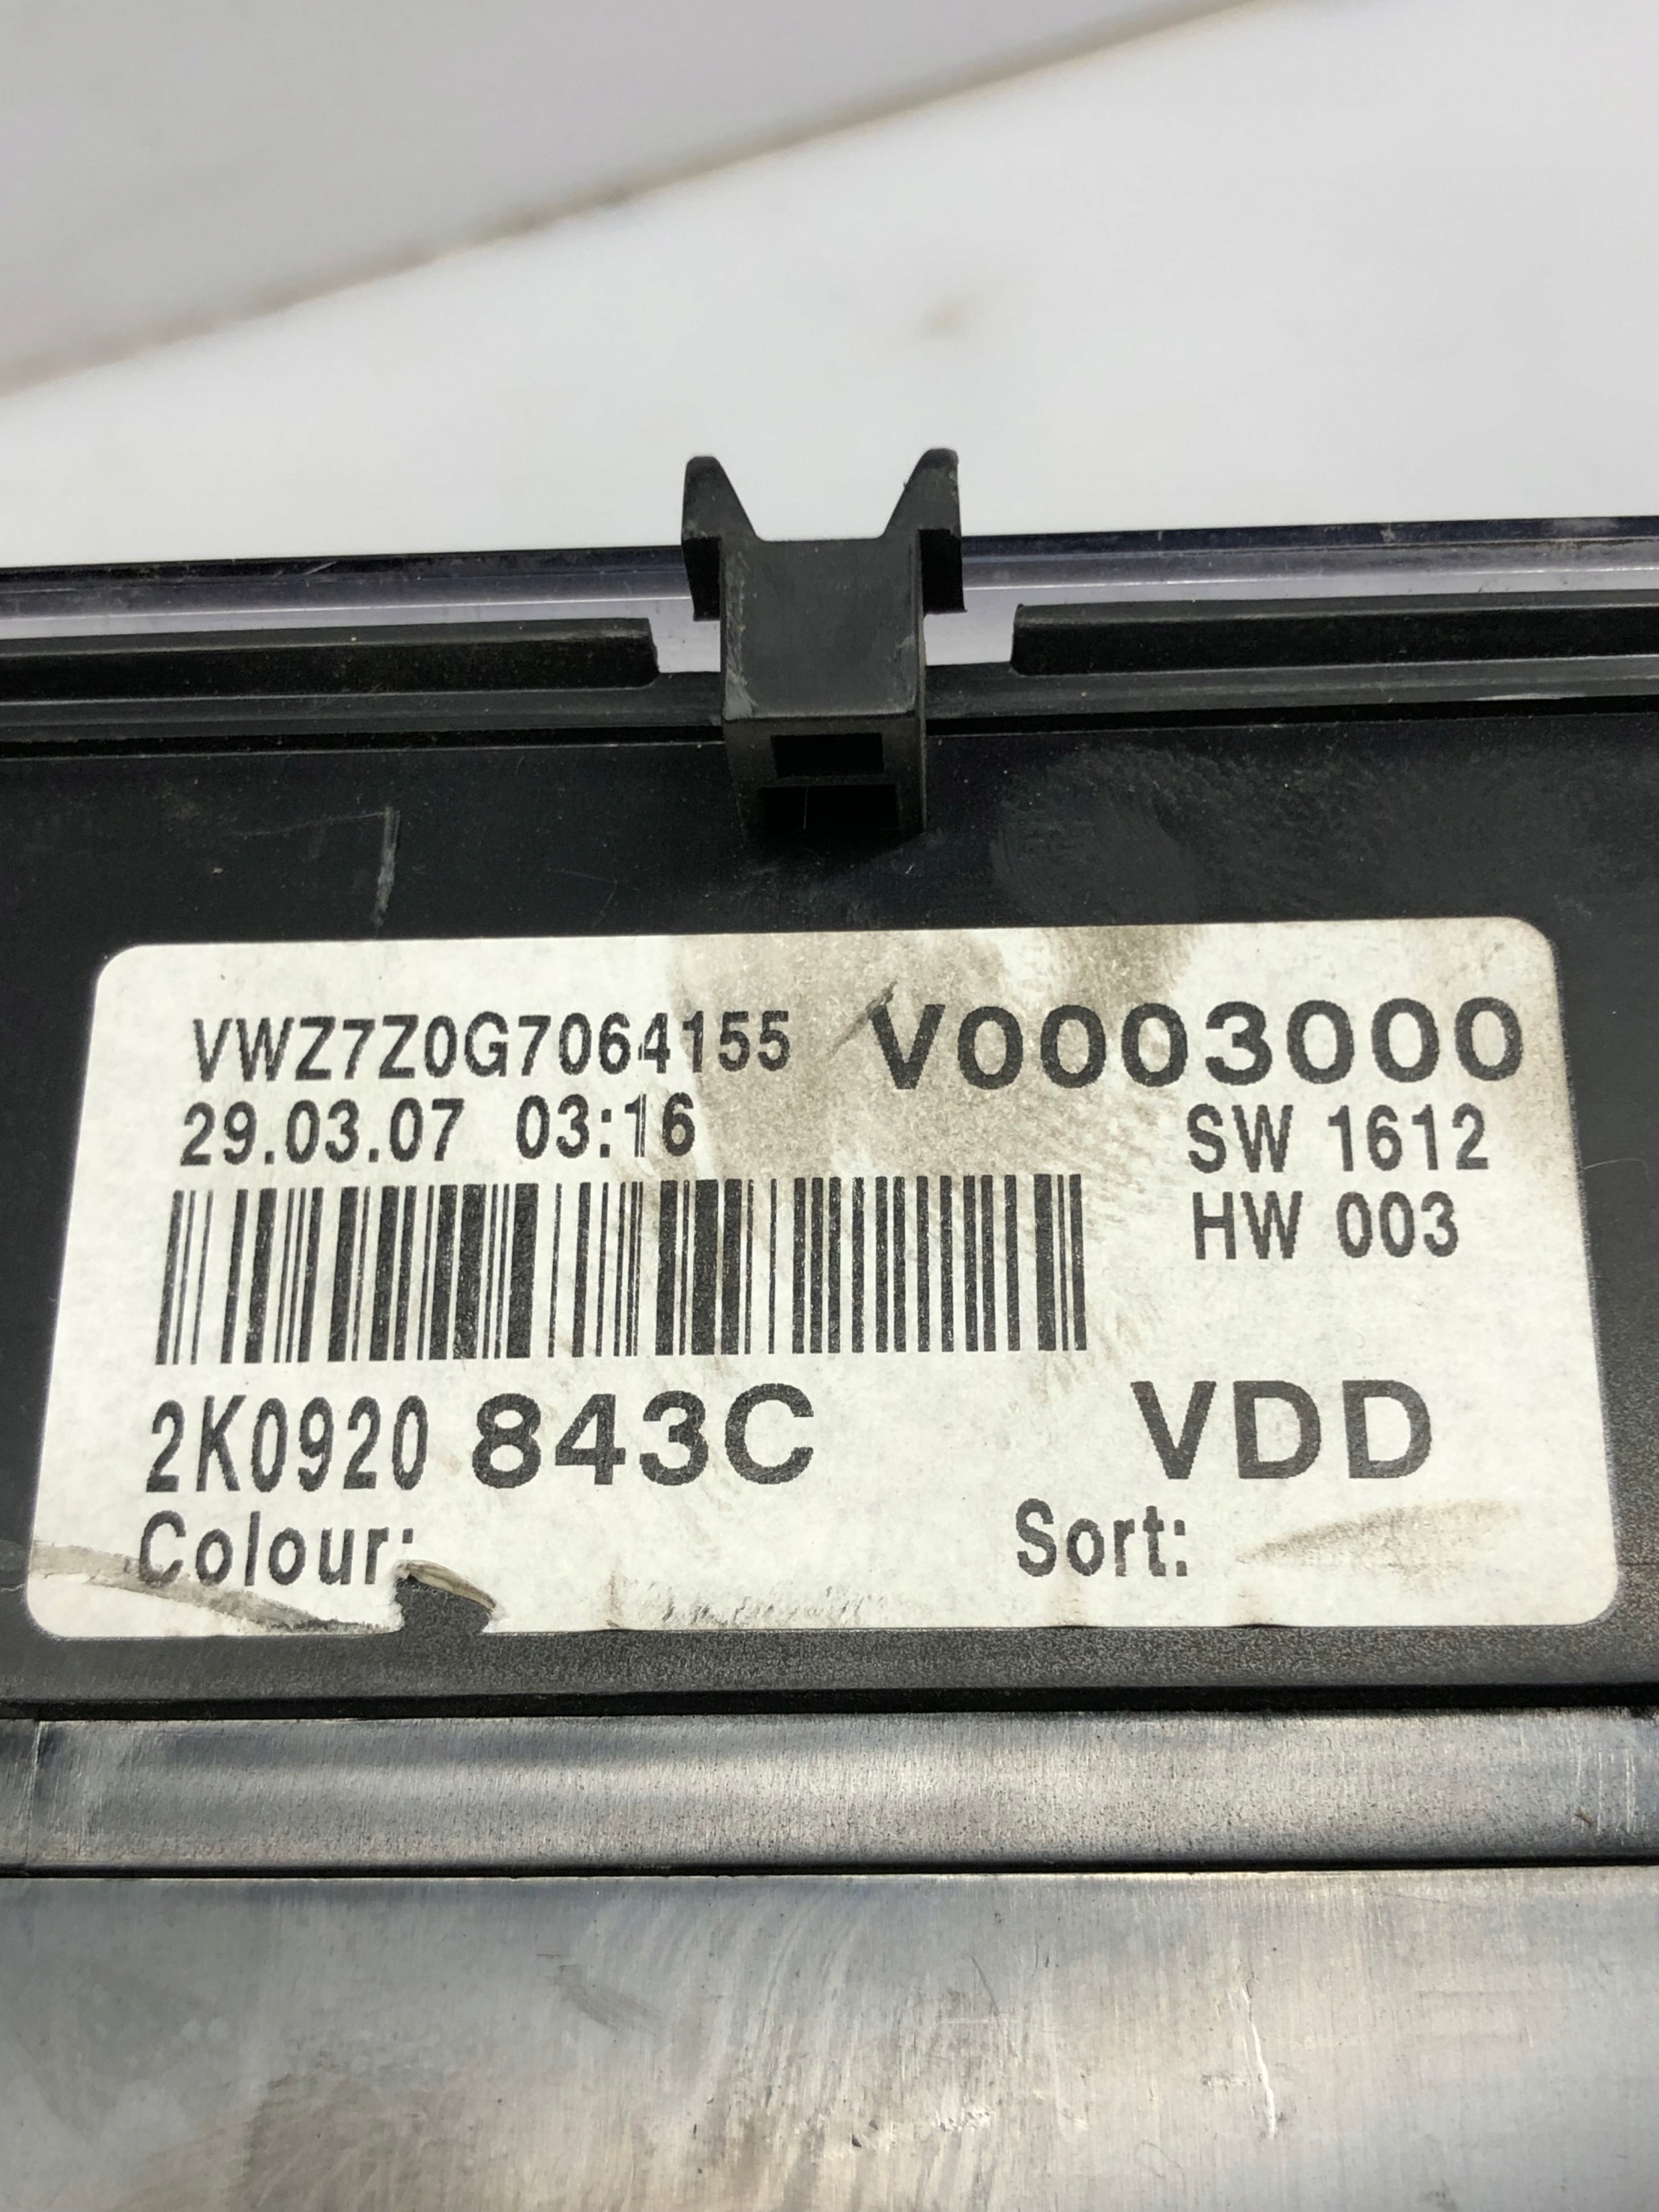 VWZ7Z0G7064155 V0003000
29.03.07 03:16 SW 1612
HW 003
2K0920 843C VDD
Colour: Sort: